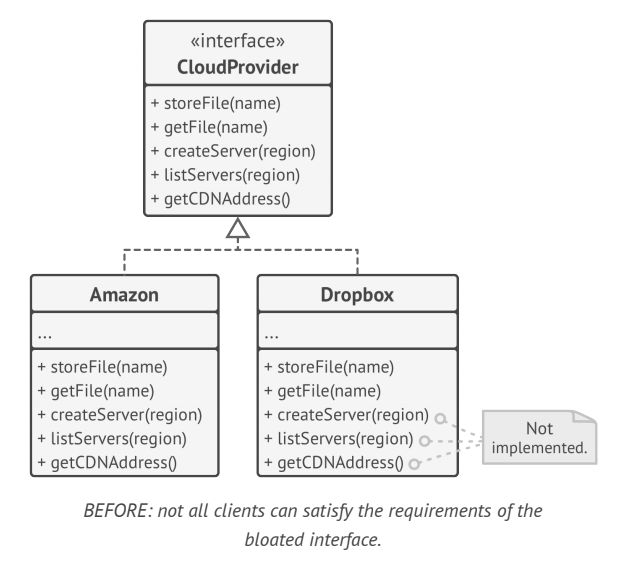 «interface»
CloudProvider
+ storeFile(name)
+ getFile(name)
+ createServer(region)
+ listServers(region)
+ getCDNAddress()
Amazon
...
+ storeFile(name)
+ getFile(name)
+ createServer(region)
+ listServers(region)
+ getCDNAddress()
Dropbox
...
+ storeFile(name)
+ getFile(name)
+ createServer(region)
+ listServers(region)
+ getCDNAddress()
Not
implemented.
BEFORE: not all clients can satisfy the requirements of the
bloated interface.